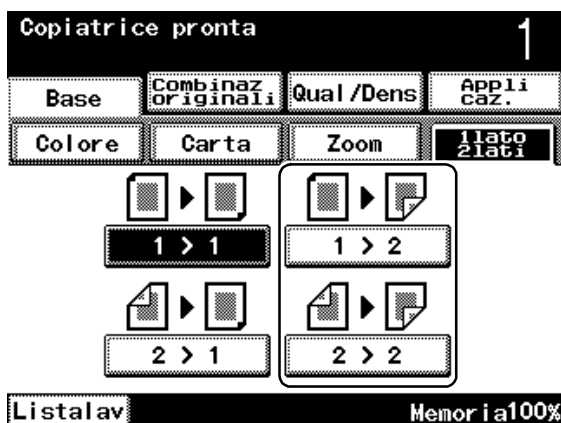 Copiatrice pronta
1
Base
Combinaz
originali
Qual/Dens
Appli
caz.
Colore
Carta
Zoom
1lato
2lati
1 > 1
1 > 2
2 > 1
2 > 2
Listalav
Memoria100%